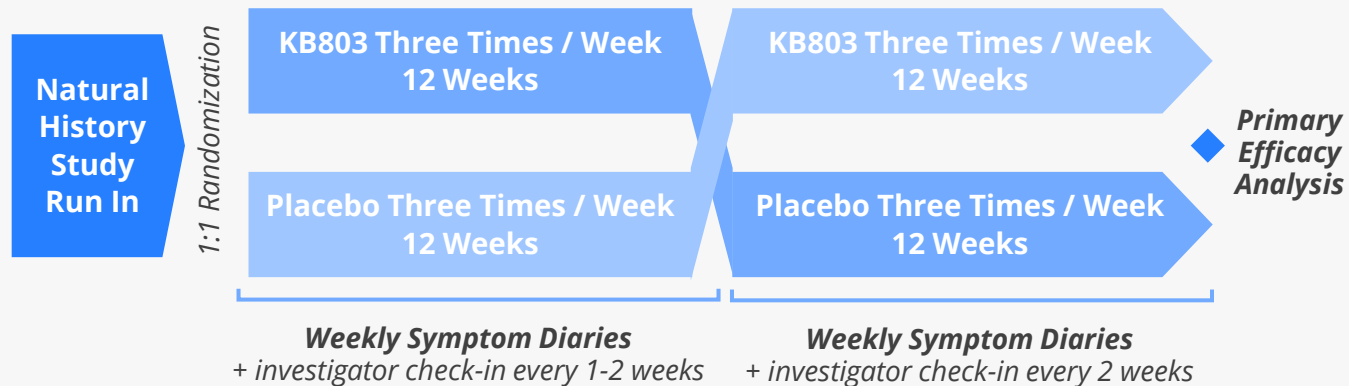 Natural
History
Study
Run In
1:1 Randomization
KB803 Three Times / Week
12 Weeks
Placebo Three Times / Week
12 Weeks
KB803 Three Times / Week
12 Weeks
Placebo Three Times / Week
12 Weeks
Primary
Efficacy
Analysis
Weekly Symptom Diaries
+ investigator check-in every 1-2 weeks
Weekly Symptom Diaries
+ investigator check-in every 2 weeks